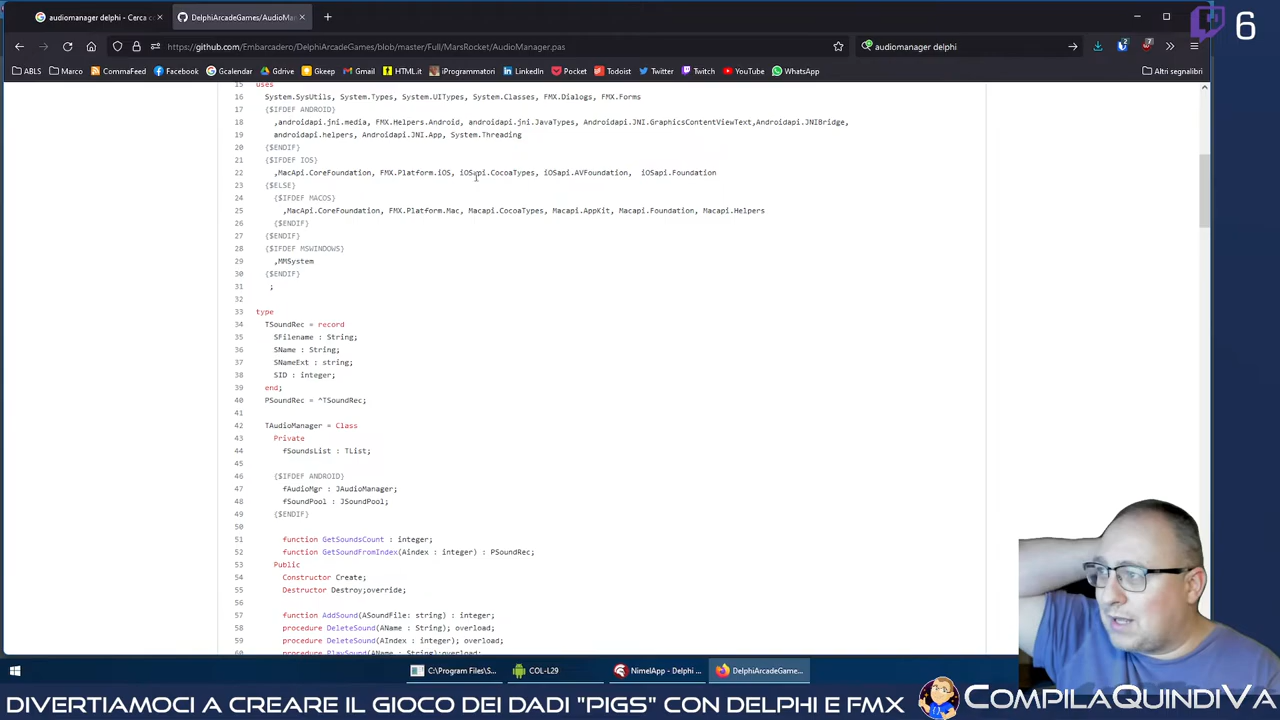 audiomanager delphi - Cerca c
DelphiArcadeGames/AudioMan
6
https://github.com/Embarcadero/DelphiArcadeGames/blob/master/Full/MarsRocket/AudioManager.pas
audiomanager delphi
ABLS Marco CommaFeed Facebook Gcalendar Gdrive Gkeep Gmail HTML.it iProgrammatori LinkedIn Pocket Todoist Twitter Twitch YouTube WhatsApp Altri segnalibri
15 uses
16 System.SysUtils, System.Types, System.UITypes, System.Classes, FMX.Dialogs, FMX.Forms
17 {$IFDEF ANDROID}
18 ,androidapi.jni.media, FMX.Helpers.Android, androidapi.jni.JavaTypes, Androidapi.JNI.GraphicsContentViewText,Androidapi.JNIBridge,
19 androidapi.helpers, Androidapi.JNI.App, System.Threading
20 {$ENDIF}
21 {$IFDEF IOS}
22 ,MacApi.CoreFoundation, FMX.Platform.iOS, iOSapi.CocoaTypes, iOSapi.AVFoundation, iOSapi.Foundation
23 {$ELSE}
24 {$IFDEF MACOS}
25 ,MacApi.CoreFoundation, FMX.Platform.Mac, Macapi.CocoaTypes, Macapi.AppKit, Macapi.Foundation, Macapi.Helpers
26 {$ENDIF}
27 {$ENDIF}
28 {$IFDEF MSWINDOWS}
29 ,MMSystem
30 {$ENDIF}
31 ;
32
33 type
34 TSoundRec = record
35 SFilename : String;
36 SName : String;
37 SNameExt : string;
38 SID : integer;
39 end;
40 PSoundRec = ^TSoundRec;
41
42 TAudioManager = Class
43 Private
44 fSoundsList : TList;
45
46 {$IFDEF ANDROID}
47 fAudioMgr : JAudioManager;
48 fSoundPool : JSoundPool;
49 {$ENDIF}
50
51 function GetSoundsCount : integer;
52 function GetSoundFromIndex(Aindex : integer) : PSoundRec;
53 Public
54 Constructor Create;
55 Destructor Destroy;override;
56
57 function AddSound(ASoundFile: string) : integer;
58 procedure DeleteSound(AName : String); overload;
59 procedure DeleteSound(AIndex : integer); overload;
60 procedure PlaySound(AName : String);overload;
C:\Program Files\S... COL-L29 NimelApp - Delphi ... DelphiArcadeGame...
DIVERTIAMOCI A CREARE IL GIOCO DEI DADI "PIGS" CON DELPHI E FMX
COMPILAQUINDIVA